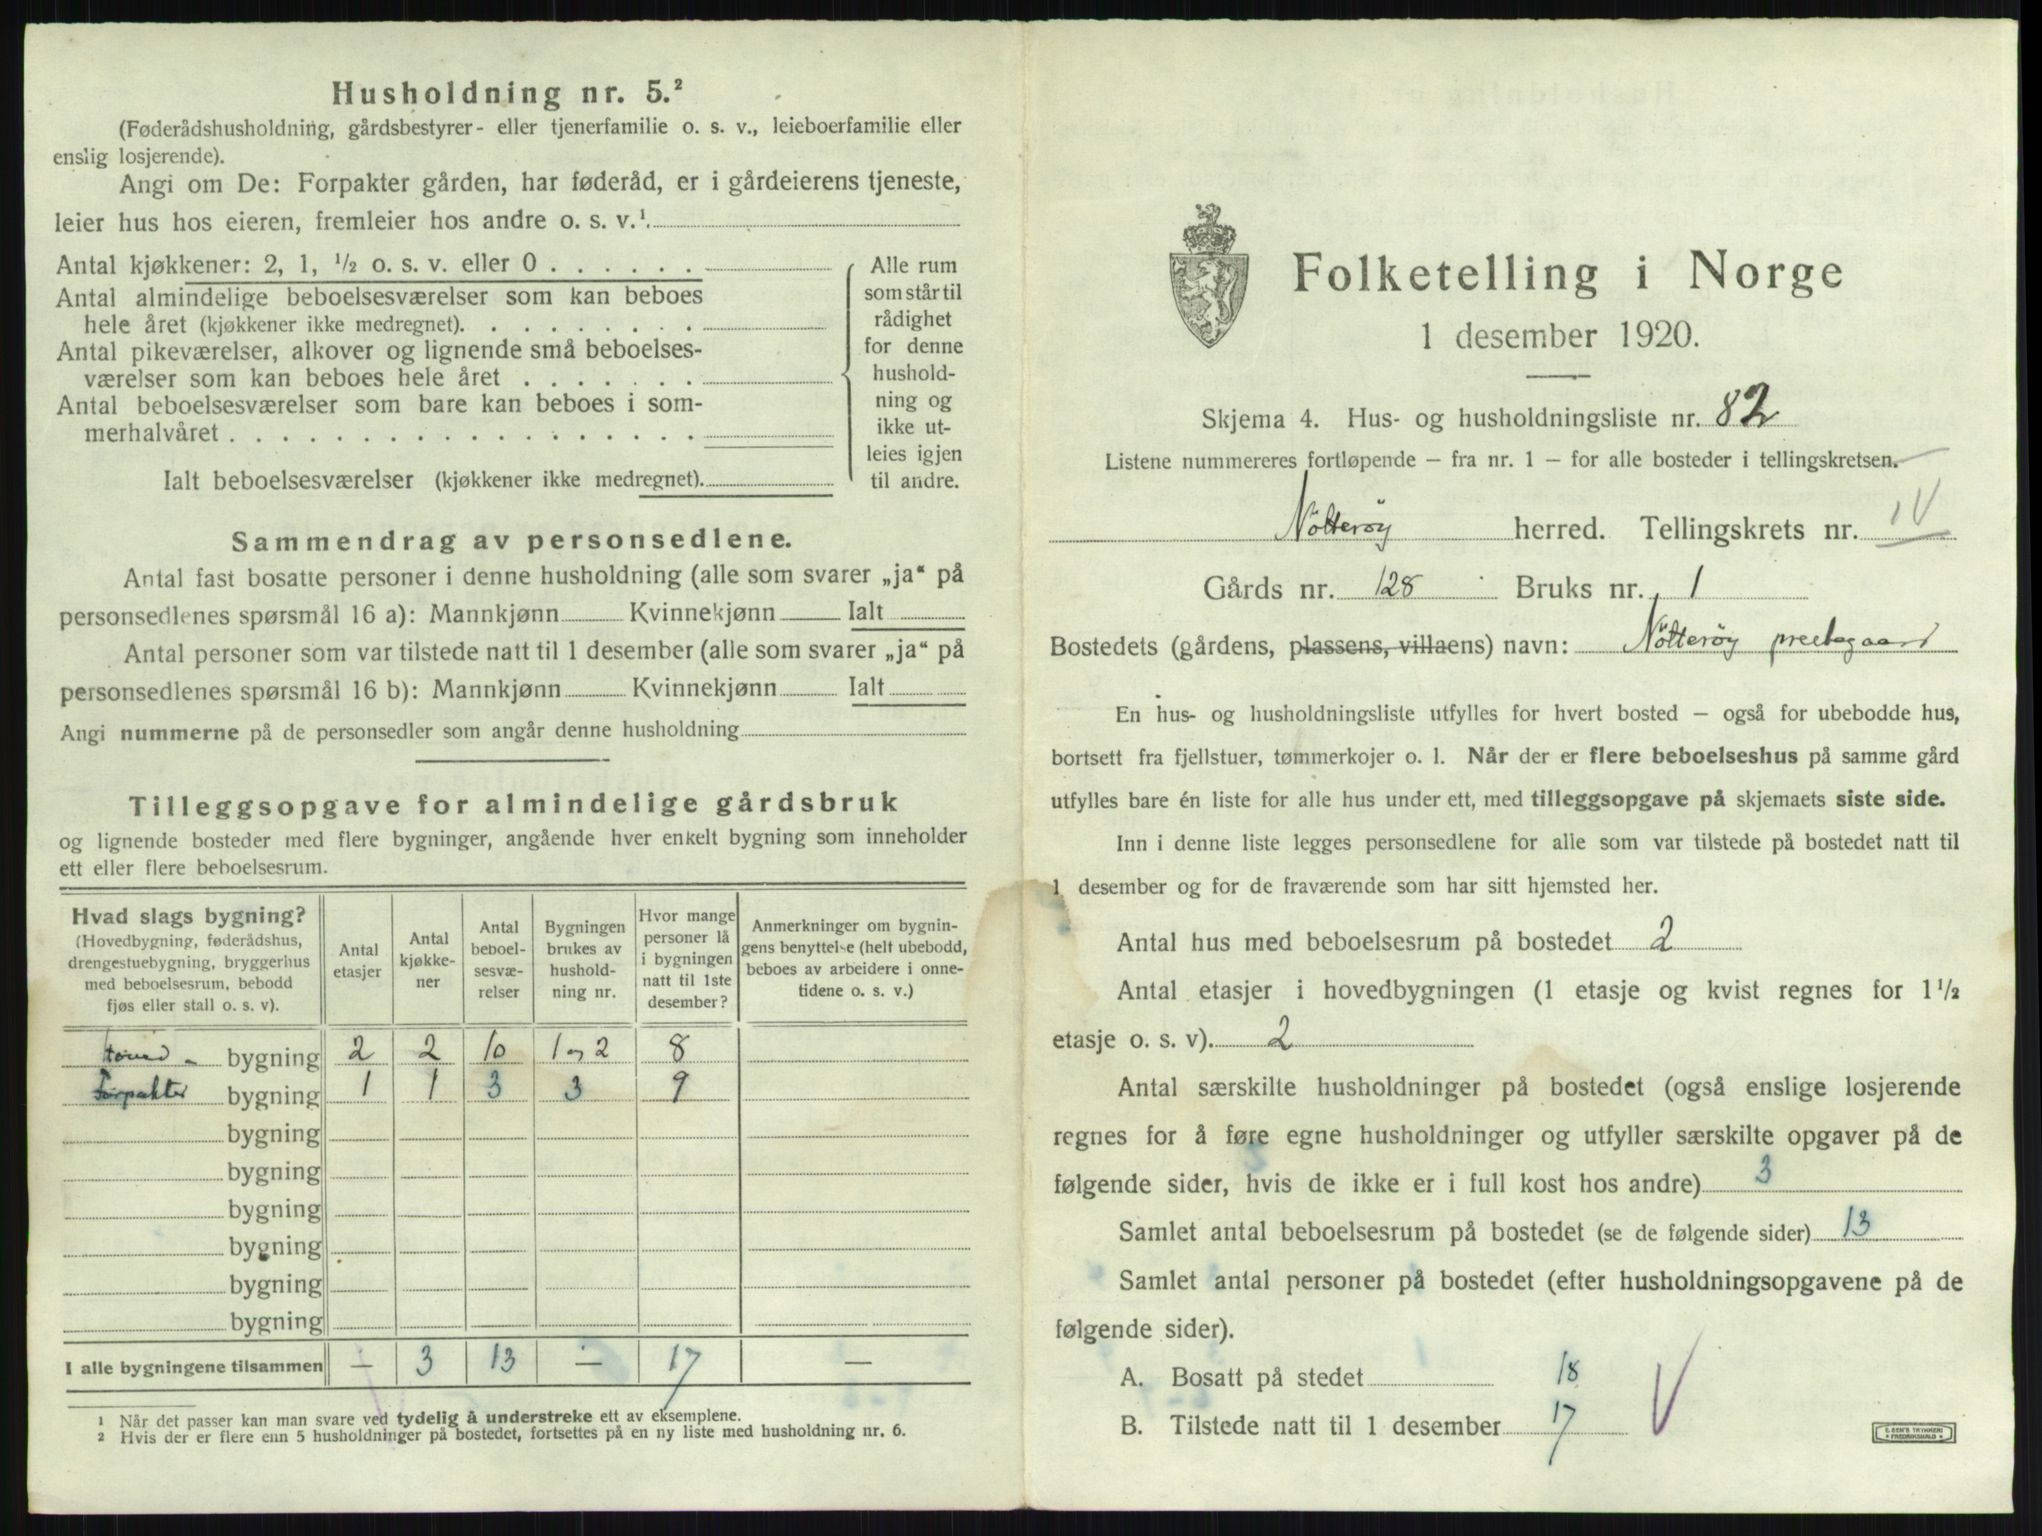 Husholdning nr. 5.²
(Føderådshusholdning, gårdsbestyrer- eller tjenerfamilie o. s. v., leieboerfamilie eller
enslig losjerende).
Angi om De: Forpakter gården, har føderåd, er i gårdeierens tjeneste,
leier hus hos eieren, fremleier hos andre o. s. v.¹
Antal kjøkkener: 2, 1, ½ o. s. v. eller 0
Antal almindelige beboelsesværelser som kan beboes
hele året (kjøkkener ikke medregnet).
Antal pikeværelser, alkover og lignende små beboelses-
værelser som kan beboes hele året
Antal beboelsesværelser som bare kan beboes i som-
merhalvåret
Ialt beboelsesværelser (kjøkkener ikke medregnet).
Alle rum
som står til
rådighet
for denne
hushold-
ning og
ikke ut-
leies igjen
til andre.
Sammendrag av personsedlene.
Antal fast bosatte personer i denne husholdning (alle som svarer „ja“ på
personsedlenes spørsmål 16 a): Mannkjønn Kvinnekjønn Ialt
Antal personer som var tilstede natt til 1 desember (alle som svarer „ja“ på
personsedlenes spørsmål 16 b): Mannkjønn Kvinnekjønn Ialt
Angi nummerne på de personsedler som angår denne husholdning
Tilleggsopgave for almindelige gårdsbruk
og lignende bosteder med flere bygninger, angående hver enkelt bygning som inneholder
ett eller flere beboelsesrum.
Hvad slags bygning?
(Hovedbygning, føderådshus,
drengestuebygning, bryggerhus
med beboelsesrum, bebodd
fjøs eller stall o. s. v).
Antal
etasjer
Antal
kjøkke-
ner
Antal
beboel-
sesvæ-
relser
Bygningen
brukes av
hushold-
ning nr.
Hvor mange
personer lå
i bygningen
natt til 1ste
desember?
Anmerkninger om bygnin-
gens benyttelse (helt ubebodd,
beboes av arbeidere i onne-
tidene o. s. v.)
Hoved- bygning 2 2 10 1 og 2 8
Forpakter bygning 1 1 3 3 9
bygning
bygning
bygning
bygning
bygning
bygning
I alle bygningene tilsammen — 3 13 — 17 —
¹ Når det passer kan man svare ved tydelig å understreke ett av eksemplene.
² Hvis der er flere enn 5 husholdninger på bostedet, fortsettes på en ny liste med husholdning nr. 6.
Folketelling i Norge
1 desember 1920.
Skjema 4. Hus- og husholdningsliste nr. 82
Listene nummereres fortløpende — fra nr. 1 — for alle bosteder i tellingskretsen.
Nötteröy herred. Tellingskrets nr. IV
Gårds nr. 128 Bruks nr. 1
Bostedets (gårdens, plassens, villaens) navn: Nötteröy prestegaard
En hus- og husholdningsliste utfylles for hvert bosted — også for ubebodde hus,
bortsett fra fjellstuer, tømmerkojer o. l. Når der er flere beboelseshus på samme gård
utfylles bare én liste for alle hus under ett, med tilleggsopgave på skjemaets siste side.
Inn i denne liste legges personsedlene for alle som var tilstede på bostedet natt til
1 desember og for de fraværende som har sitt hjemsted her.
Antal hus med beboelsesrum på bostedet 2
Antal etasjer i hovedbygningen (1 etasje og kvist regnes for 1½
etasje o. s. v). 2
Antal særskilte husholdninger på bostedet (også enslige losjerende
regnes for å føre egne husholdninger og utfyller særskilte opgaver på de
følgende sider, hvis de ikke er i full kost hos andre) 3
Samlet antal beboelsesrum på bostedet (se de følgende sider) 13
Samlet antal personer på bostedet (efter husholdningsopgavene på de
følgende sider).
A. Bosatt på stedet 18
B. Tilstede natt til 1 desember 17